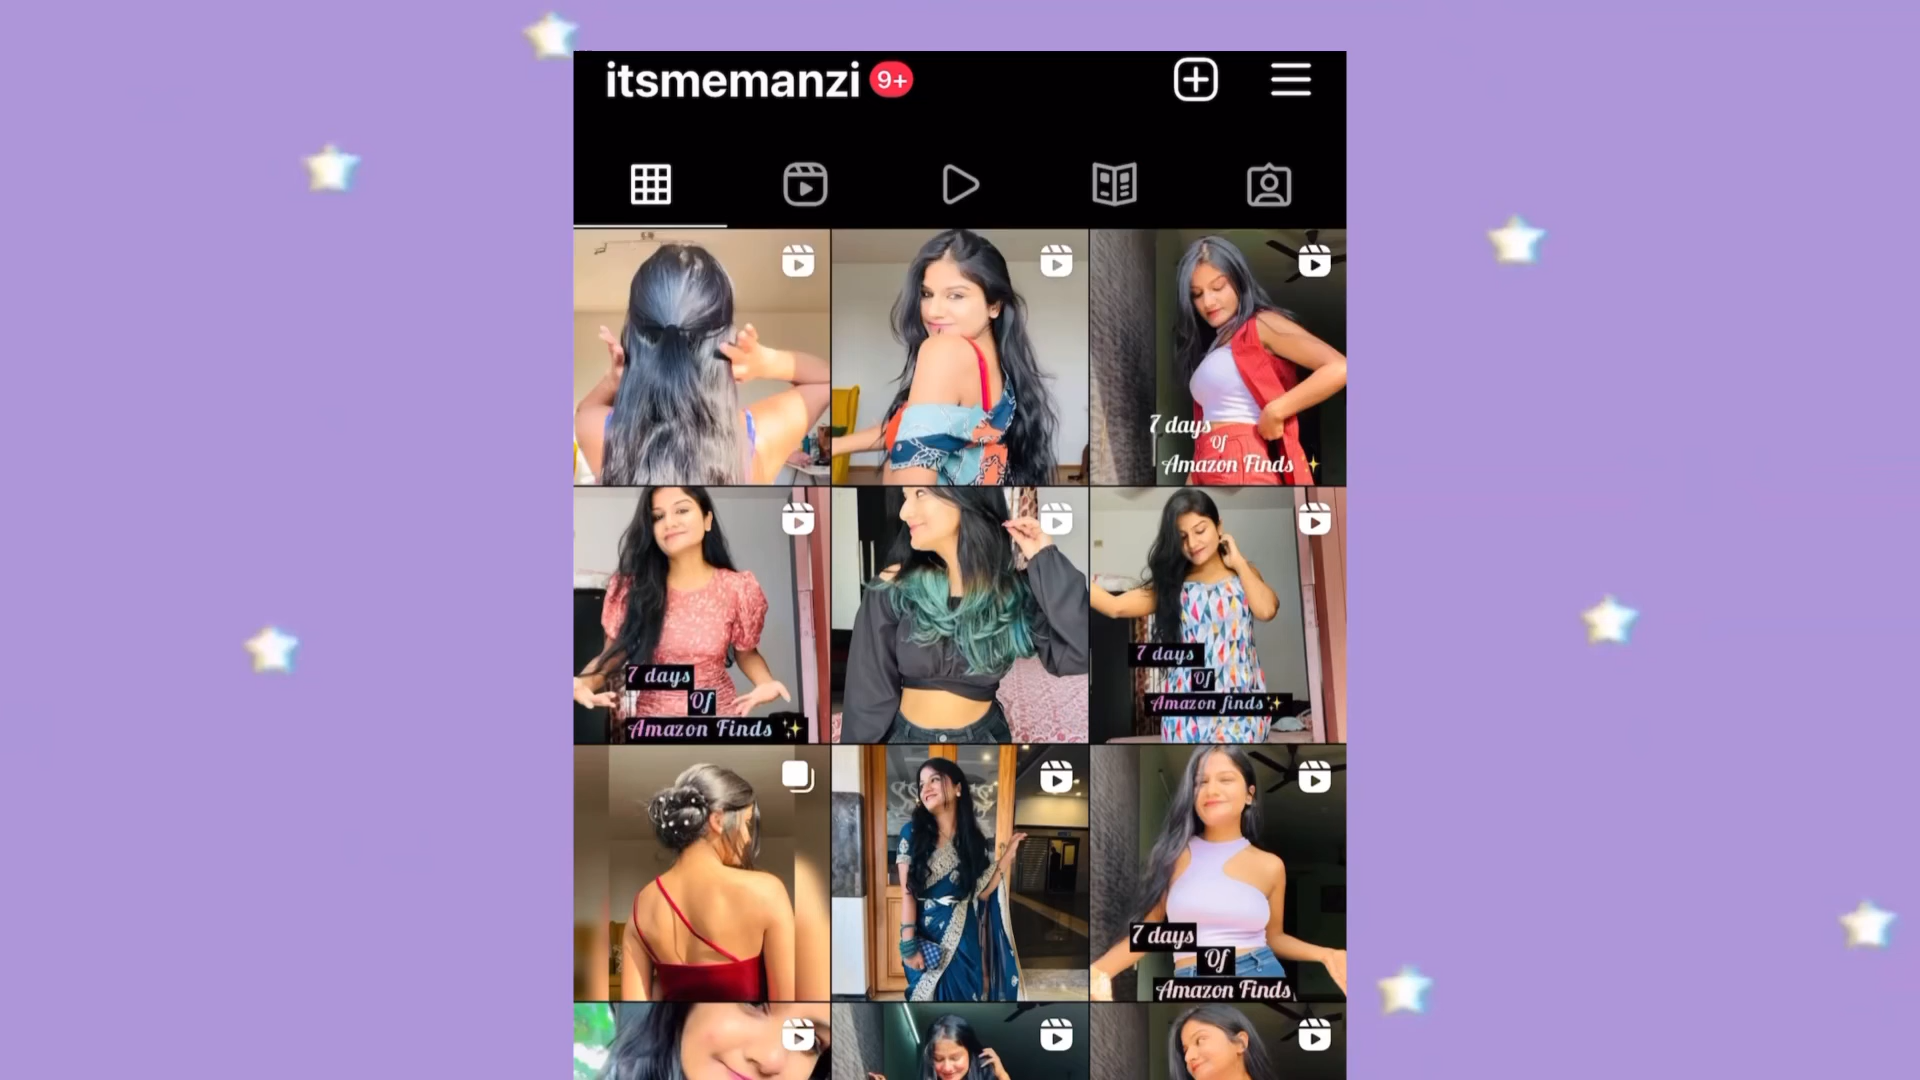 itsmemanzi 9+
7 days
Of
Amazon Finds ✨
7 days
Of
Amazon Finds ✨
7 days
Of
Amazon finds✨
7 days
Of
Amazon Finds